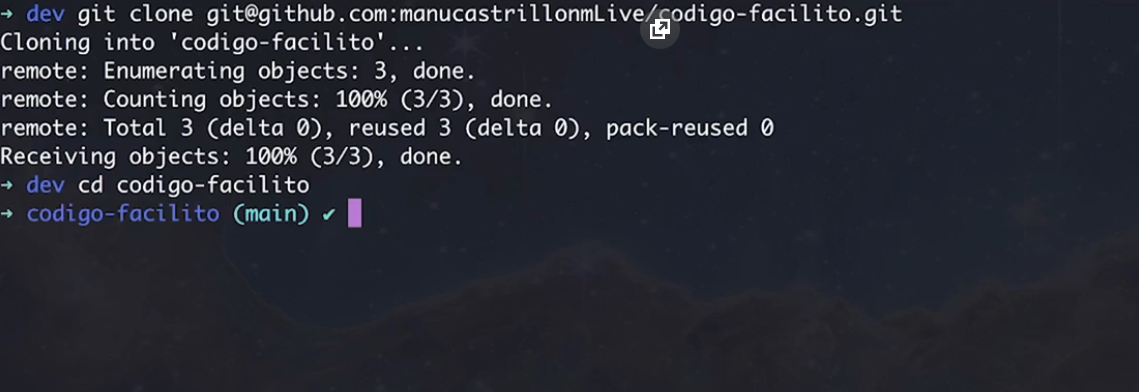 → dev git clone git@github.com:manucastrillonmLive/codigo-facilito.git
Cloning into 'codigo-facilito'...
remote: Enumerating objects: 3, done.
remote: Counting objects: 100% (3/3), done.
remote: Total 3 (delta 0), reused 3 (delta 0), pack-reused 0
Receiving objects: 100% (3/3), done.
→ dev cd codigo-facilito
→ codigo-facilito (main) ✔